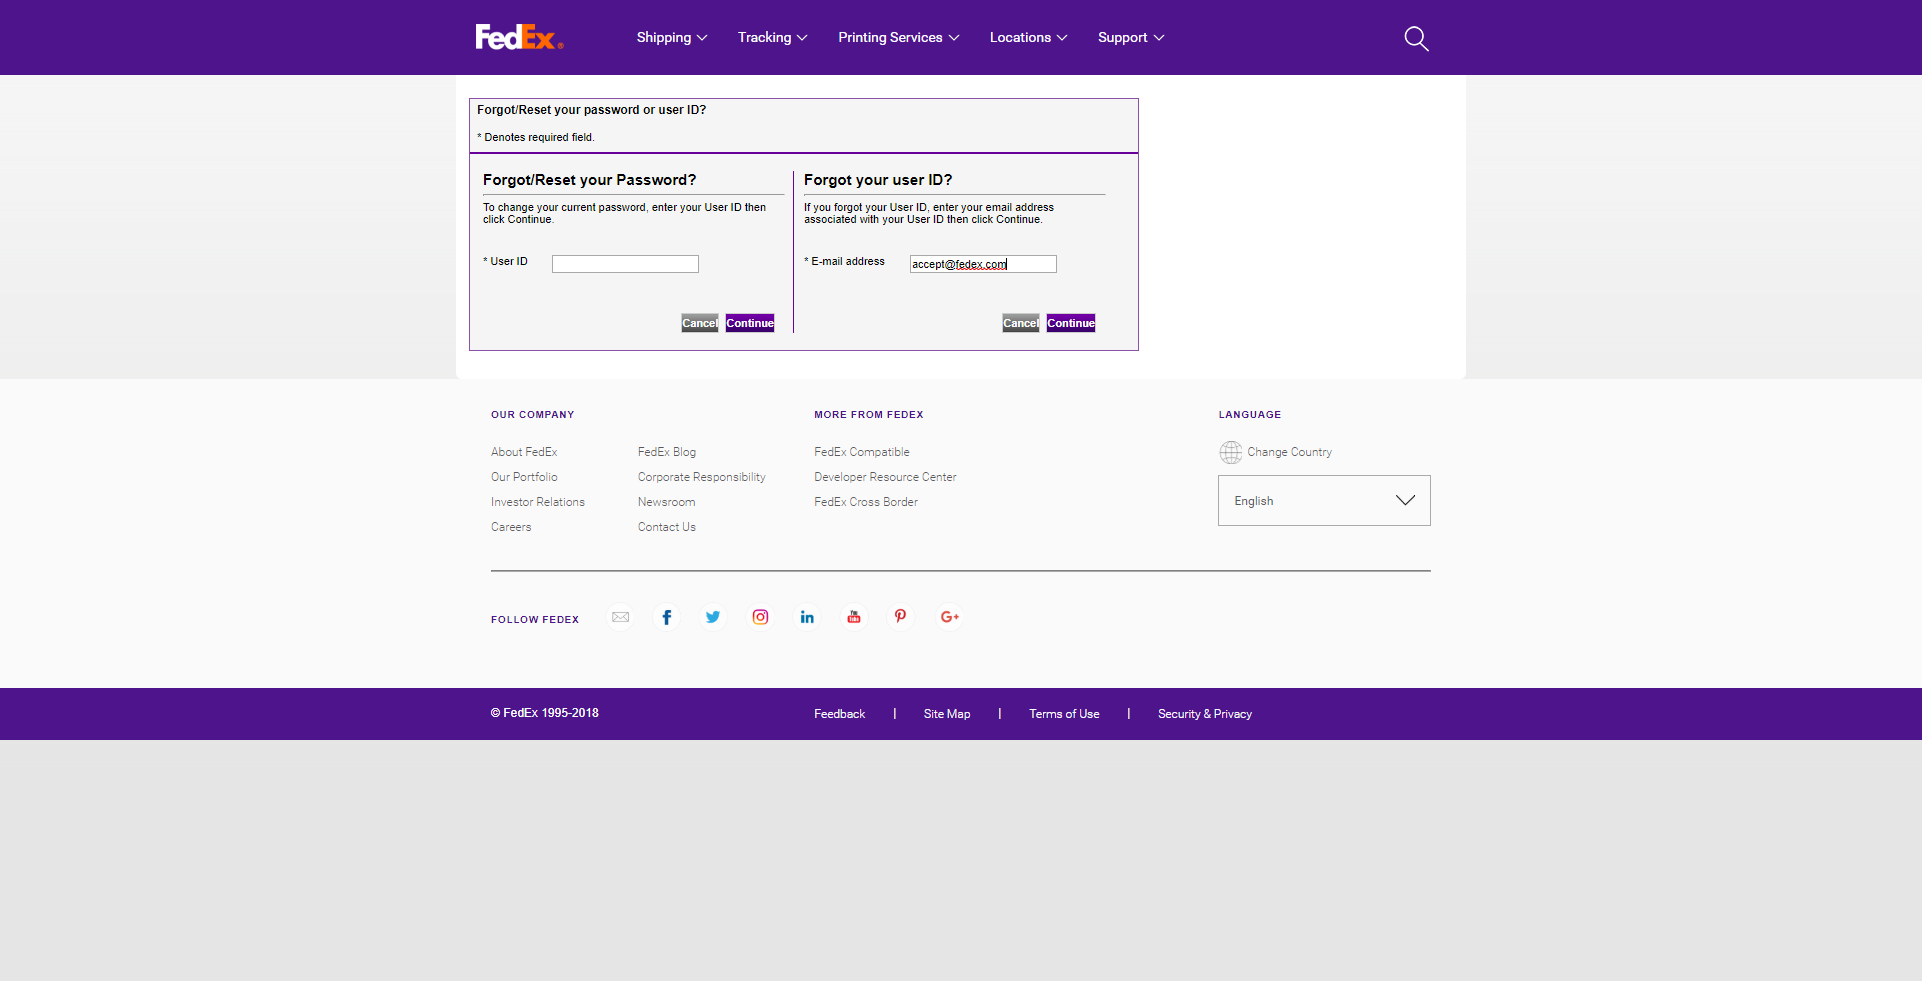 FedEx®
Shipping
Tracking
Printing Services
Locations
Support
Forgot/Reset your password or user ID?
* Denotes required field.
Forgot/Reset your Password?
To change your current password, enter your User ID then
click Continue.
* User ID
Cancel
Continue
Forgot your user ID?
If you forgot your User ID, enter your email address
associated with your User ID then click Continue.
* E-mail address
accept@fedex.com
Cancel
Continue
OUR COMPANY
About FedEx
Our Portfolio
Investor Relations
Careers
FedEx Blog
Corporate Responsibility
Newsroom
Contact Us
MORE FROM FEDEX
FedEx Compatible
Developer Resource Center
FedEx Cross Border
LANGUAGE
Change Country
English
FOLLOW FEDEX
© FedEx 1995-2018
Feedback | Site Map | Terms of Use | Security & Privacy